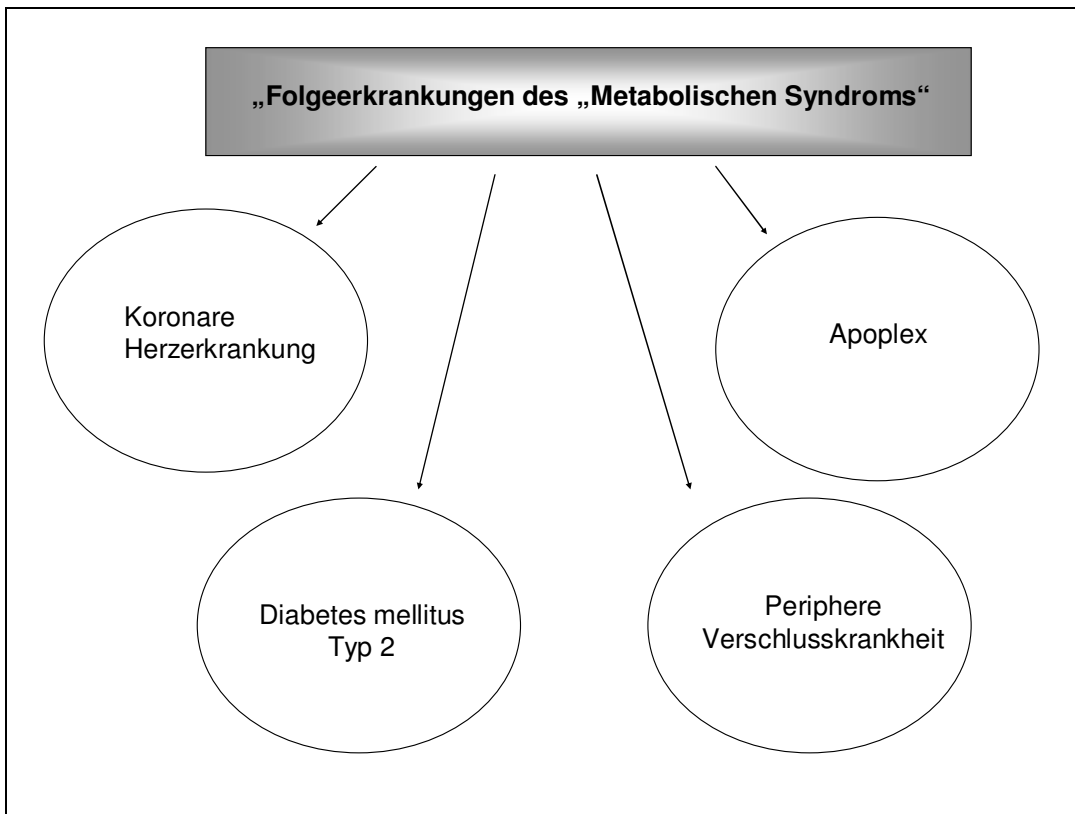 „Folgeerkrankungen des „Metabolischen Syndroms“
Koronare
Herzerkrankung
Apoplex
Diabetes mellitus
Typ 2
Periphere
Verschlusskrankheit